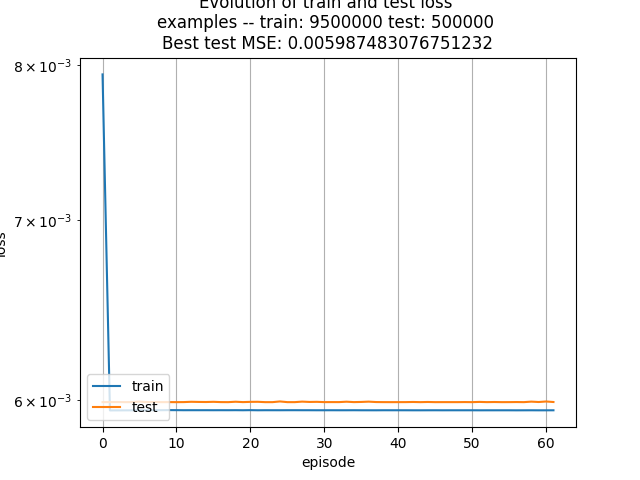 Evolution of train and test loss
examples -- train: 9500000 test: 500000
Best test MSE: 0.005987483076751232
8 × 10⁻³
7 × 10⁻³
6 × 10⁻³
loss
train
test
0 10 20 30 40 50 60
episode